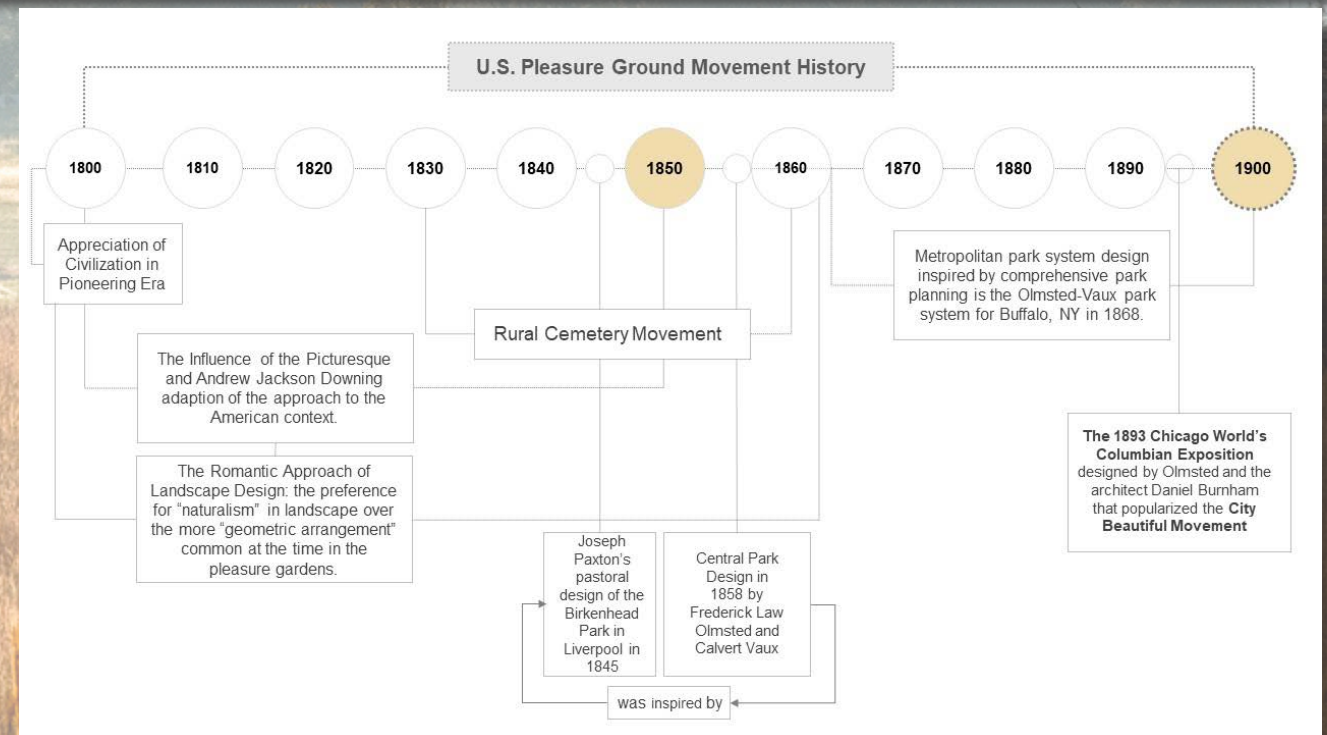 U.S. Pleasure Ground Movement History
1800
1810
1820
1830
1840
1850
1860
1870
1880
1890
1900
Appreciation of
Civilization in
Pioneering Era
Metropolitan park system design
inspired by comprehensive park
planning is the Olmsted-Vaux park
system for Buffalo, NY in 1868.
Rural Cemetery Movement
The Influence of the Picturesque
and Andrew Jackson Downing
adaption of the approach to the
American context.
The Romantic Approach of
Landscape Design: the preference
for “naturalism” in landscape over
the more “geometric arrangement”
common at the time in the
pleasure gardens.
The 1893 Chicago World’s
Columbian Exposition
designed by Olmsted and the
architect Daniel Burnham
that popularized the City
Beautiful Movement
Joseph
Paxton’s
pastoral
design of the
Birkenhead
Park in
Liverpool in
1845
Central Park
Design in
1858 by
Frederick Law
Olmsted and
Calvert Vaux
was inspired by